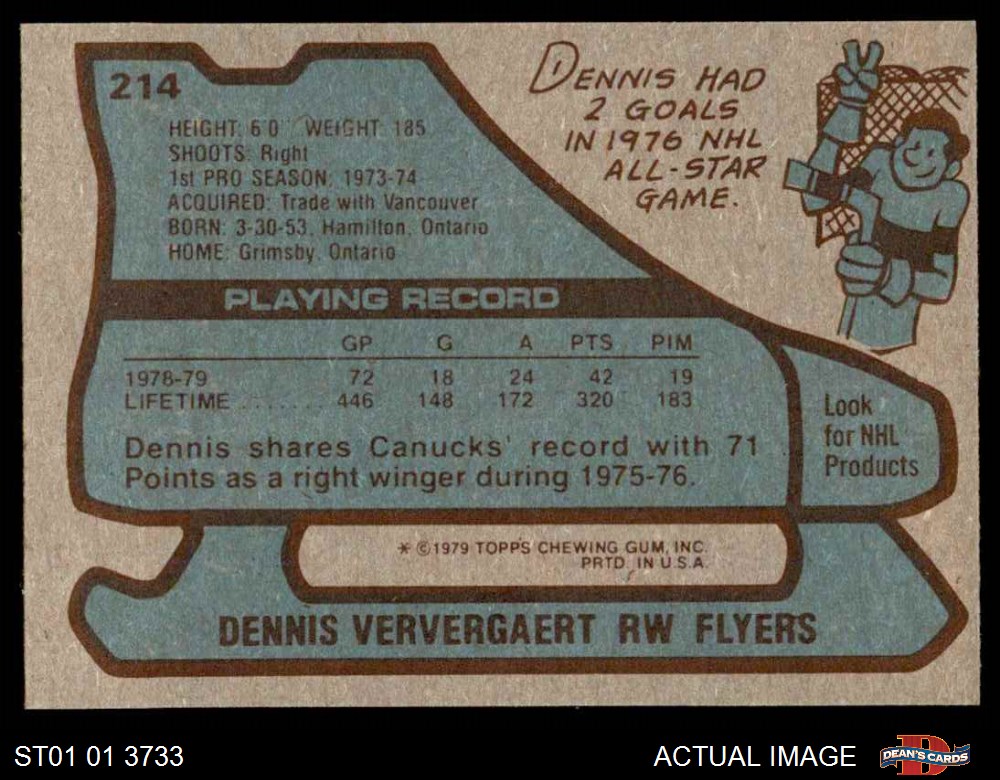 214
HEIGHT: 6'0" WEIGHT: 185
SHOOTS: Right
1st PRO SEASON: 1973-74
ACQUIRED: Trade with Vancouver
BORN: 3-30-53, Hamilton, Ontario
HOME: Grimsby, Ontario
DENNIS HAD
2 GOALS
IN 1976 NHL
ALL-STAR
GAME.
PLAYING RECORD
GP G A PTS PIM
1978-79 72 18 24 42 19
LIFETIME ........ 446 148 172 320 183
Dennis shares Canucks' record with 71
Points as a right winger during 1975-76.
Look
for NHL
Products
* ©1979 TOPPS CHEWING GUM, INC.
PRTD. IN U.S.A.
DENNIS VERVERGAERT RW FLYERS
ST01 01 3733
ACTUAL IMAGE
DEAN'S CARDS